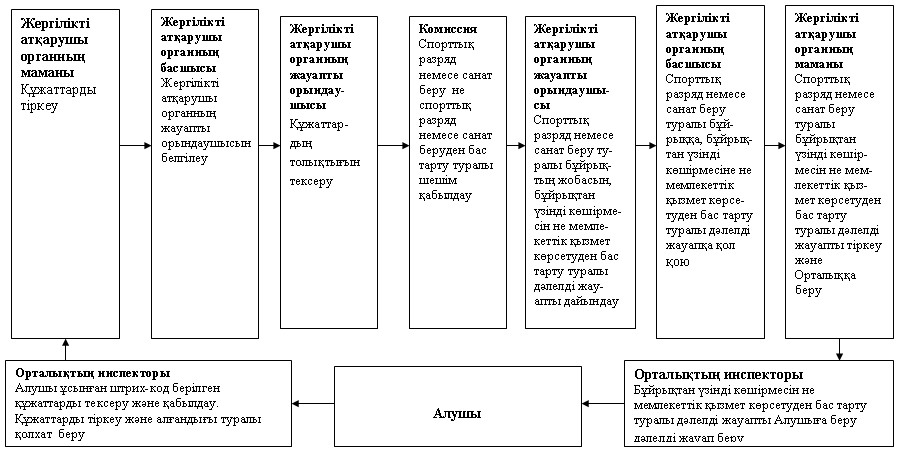 Жергілікті
атқарушы
органның
маманы
Құжаттарды
тіркеу
Жергілікті
атқарушы
органның
басшысы
Жергілікті
атқарушы
органның
жауапты
орындаушысын
белгілеу
Жергілікті
атқарушы
органның
жауапты
орындау-
шысы
Құжаттар-
дың
толықтығын
тексеру
Комиссия
Спорттық
разряд
немесе санат
беру не
спорттық
разряд
немесе санат
беруден бас
тарту туралы
шешім
қабылдау
Жергілікті
атқарушы
органның
жауапты
орындаушы-
сы
Спорттық
разряд немесе
санат беру ту-
ралы бұйрық-
тың жобасын,
бұйрықтан
үзінді көшірме-
сін не мемле-
кеттік қызмет
көрсетуден бас
тарту туралы
дәлелді жау-
апты дайындау
Жергілікті
атқарушы
органның
басшысы
Спорттық
разряд немесе
санат беру
туралы бұй-
рыққа, бұйрық-
тан үзінді
көшірмесіне не
мемлекеттік
қызмет көрсе-
туден бас тарту
туралы дәлелді
жауапқа қол
қою
Жергілікті
атқарушы
органның
маманы
Спорттық
разряд немесе
санат беру
туралы
бұйрықтан
үзінді көшір-
месін не мем-
лекеттік қыз-
мет көрсетуден
бас тарту
туралы дәлелді
жауапты тіркеу
және
Орталыққа
беру
Орталықтың инспекторы
Алушы ұсынған штрих-код берілген
құжаттарды тексеру және қабылдау.
Құжаттарды тіркеу және алғандығы туралы
қолхат беру
Алушы
Орталықтың инспекторы
Бұйрықтан үзінді көшірмесін не
мемлекеттік қызмет көрсетуден бас тарту
туралы дәлелді жауапты Алушыға беру
дәлелді жауап беру